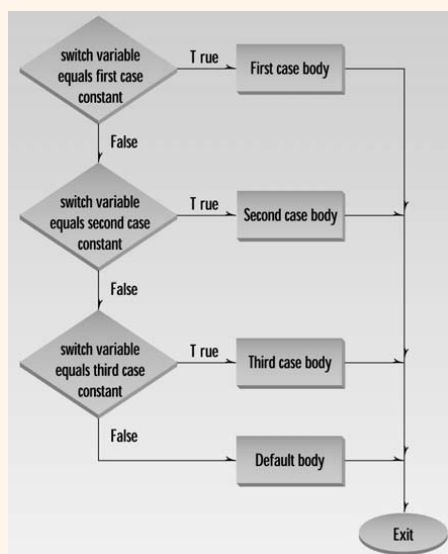 switch variable
equals first case
constant
T rue
First case body
False
switch variable
equals second case
constant
T rue
Second case body
False
switch variable
equals third case
constant
T rue
Third case body
False
Default body
Exit